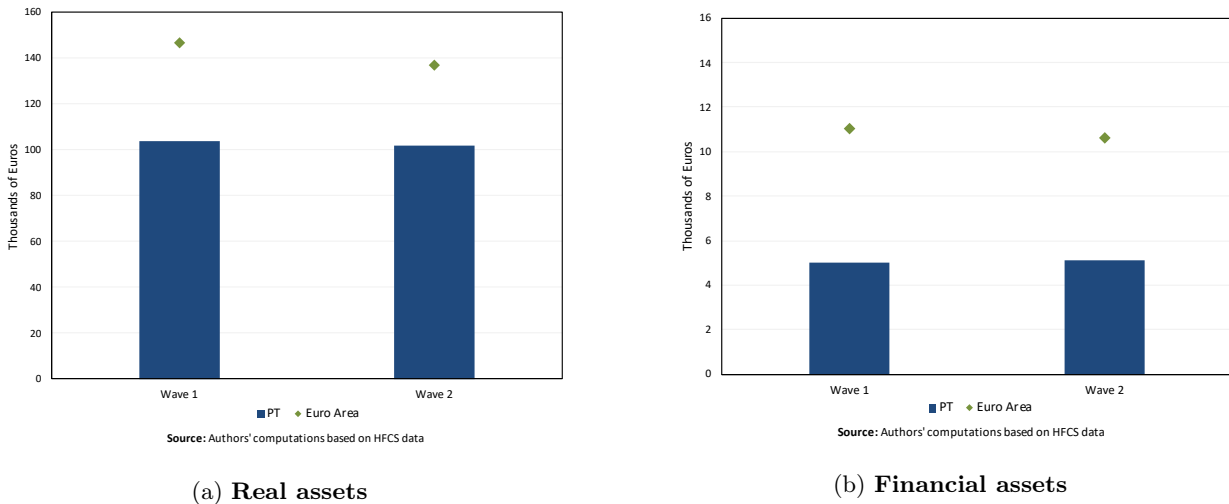 160
140
120
100
80
60
40
20
0
Thousands of Euros
Wave 1
Wave 2
PT
Euro Area
Source: Authors' computations based on HFCS data
(a) Real assets
16
14
12
10
8
6
4
2
0
Thousands of Euros
Wave 1
Wave 2
PT
Euro Area
Source: Authors' computations based on HFCS data
(b) Financial assets